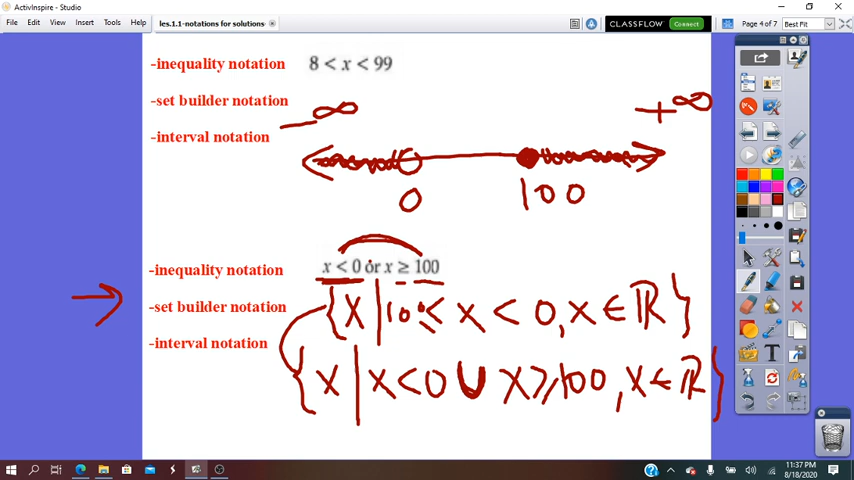 ActivInspire - Studio
File Edit View Insert Tools Help
les.1.1-notations for solutions
CLASSFLOW Connect
Page 4 of 7
Best Fit
-inequality notation 8 < x < 99
-set builder notation
-interval notation
−∞ +∞
0 100
x < 0 or x ≥ 100
-inequality notation
-set builder notation {x | 100 ≤ x < 0, x ∈ ℝ}
-interval notation
{x | x < 0 ∪ x ≥ 100, x ∈ ℝ}
11:37 PM
8/18/2020